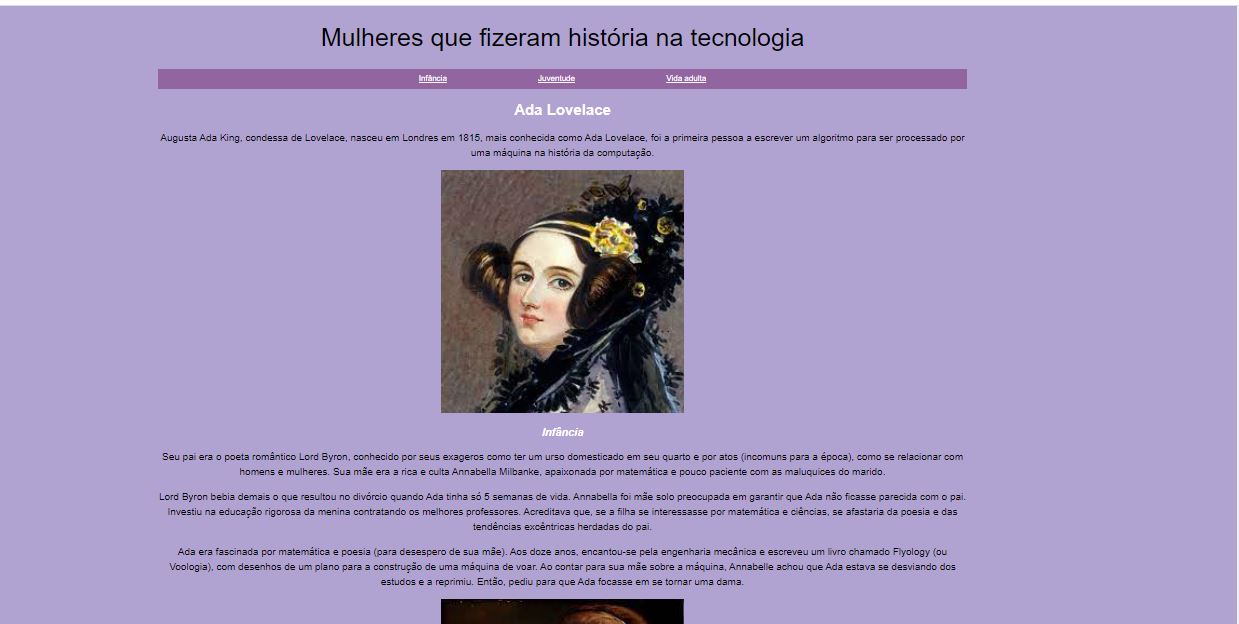 Mulheres que fizeram história na tecnologia
Infância
Juventude
Vida adulta
Ada Lovelace
Augusta Ada King, condessa de Lovelace, nasceu em Londres em 1815, mais conhecida como Ada Lovelace, foi a primeira pessoa a escrever um algoritmo para ser processado por
uma máquina na história da computação.
Infância
Seu pai era o poeta romântico Lord Byron, conhecido por seus exageros como ter um urso domesticado em seu quarto e por atos (incomuns para a época), como se relacionar com
homens e mulheres. Sua mãe era a rica e culta Annabella Milbanke, apaixonada por matemática e pouco paciente com as maluquices do marido.
Lord Byron bebia demais o que resultou no divórcio quando Ada tinha só 5 semanas de vida. Annabella foi mãe solo preocupada em garantir que Ada não ficasse parecida com o pai.
Investiu na educação rigorosa da menina contratando os melhores professores. Acreditava que, se a filha se interessasse por matemática e ciências, se afastaria da poesia e das
tendências excêntricas herdadas do pai.
Ada era fascinada por matemática e poesia (para desespero de sua mãe). Aos doze anos, encantou-se pela engenharia mecânica e escreveu um livro chamado Flyology (ou
Voologia), com desenhos de um plano para a construção de uma máquina de voar. Ao contar para sua mãe sobre a máquina, Annabelle achou que Ada estava se desviando dos
estudos e a reprimiu. Então, pediu para que Ada focasse em se tornar uma dama.